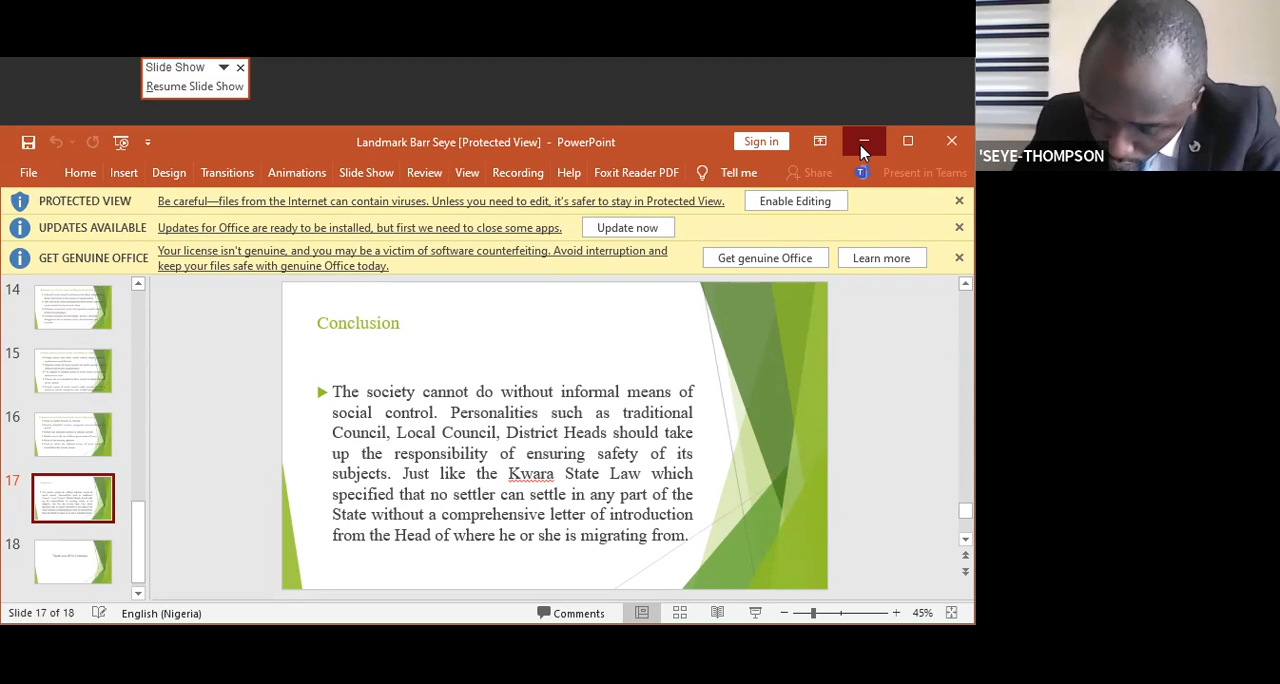 Slide Show
Resume Slide Show
Landmark Barr Seye [Protected View] - PowerPoint
Sign in
File Home Insert Design Transitions Animations Slide Show Review View Recording Help Foxit Reader PDF Tell me Share Present in Teams
PROTECTED VIEW Be careful—files from the Internet can contain viruses. Unless you need to edit, it's safer to stay in Protected View. Enable Editing
UPDATES AVAILABLE Updates for Office are ready to be installed, but first we need to close some apps. Update now
GET GENUINE OFFICE Your license isn't genuine, and you may be a victim of software counterfeiting. Avoid interruption and
keep your files safe with genuine Office today.
Get genuine Office Learn more
14
15
16
17
18
Conclusion
The society cannot do without informal means of
social control. Personalities such as traditional
Council, Local Council, District Heads should take
up the responsibility of ensuring safety of its
subjects. Just like the Kwara State Law which
specified that no settler can settle in any part of the
State without a comprehensive letter of introduction
from the Head of where he or she is migrating from.
Slide 17 of 18 English (Nigeria) Comments 45%
'SEYE-THOMPSON